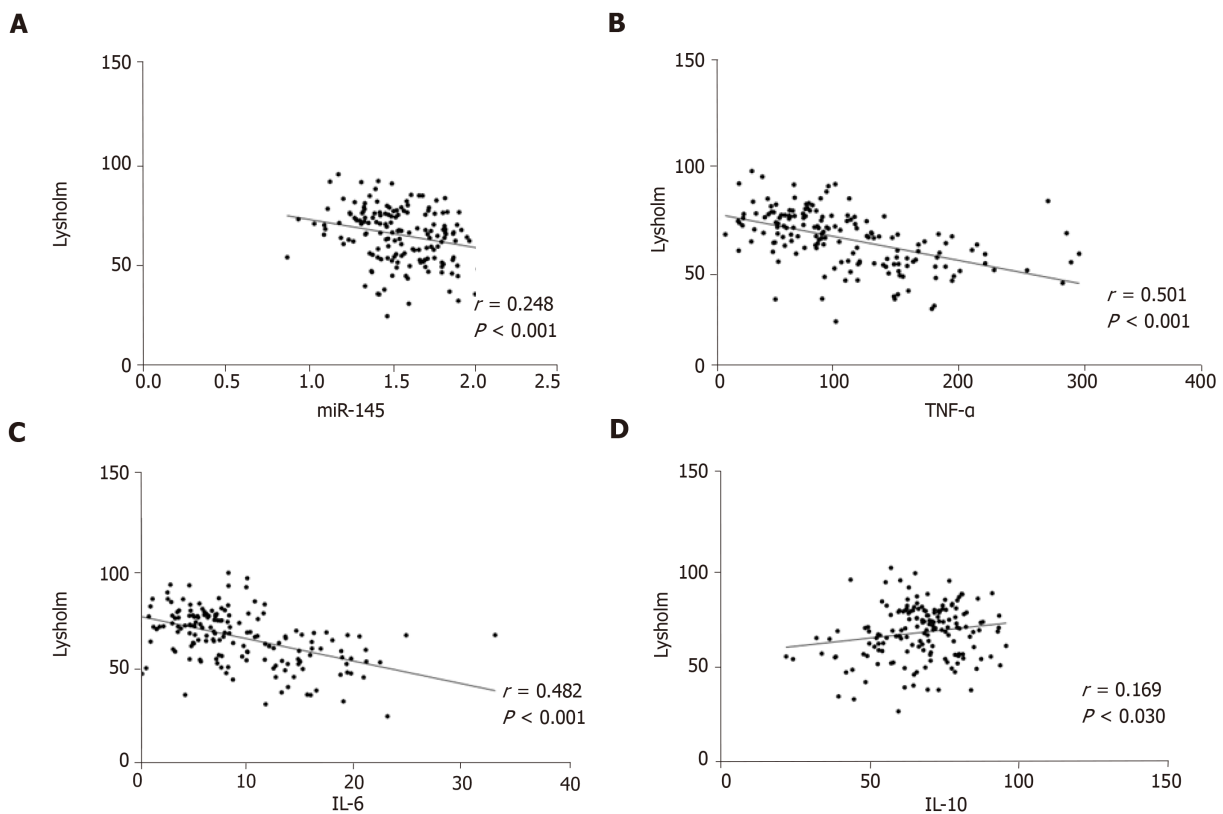 A
150
100
50
0
0.0 0.5 1.0 1.5 2.0 2.5
Lysholm
miR-145
r = 0.248
P < 0.001
B
150
100
50
0
0 100 200 300 400
Lysholm
TNF-α
r = 0.501
P < 0.001
C
150
100
50
0
0 10 20 33 40
Lysholm
IL-6
r = 0.482
P < 0.001
D
150
100
50
0
0 50 100 150
Lysholm
IL-10
r = 0.169
P < 0.030